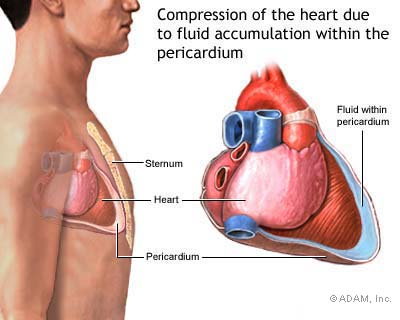 Compression of the heart due
to fluid accumulation within the
pericardium
Fluid within
pericardium
Sternum
Heart
Pericardium
© ADAM, Inc.